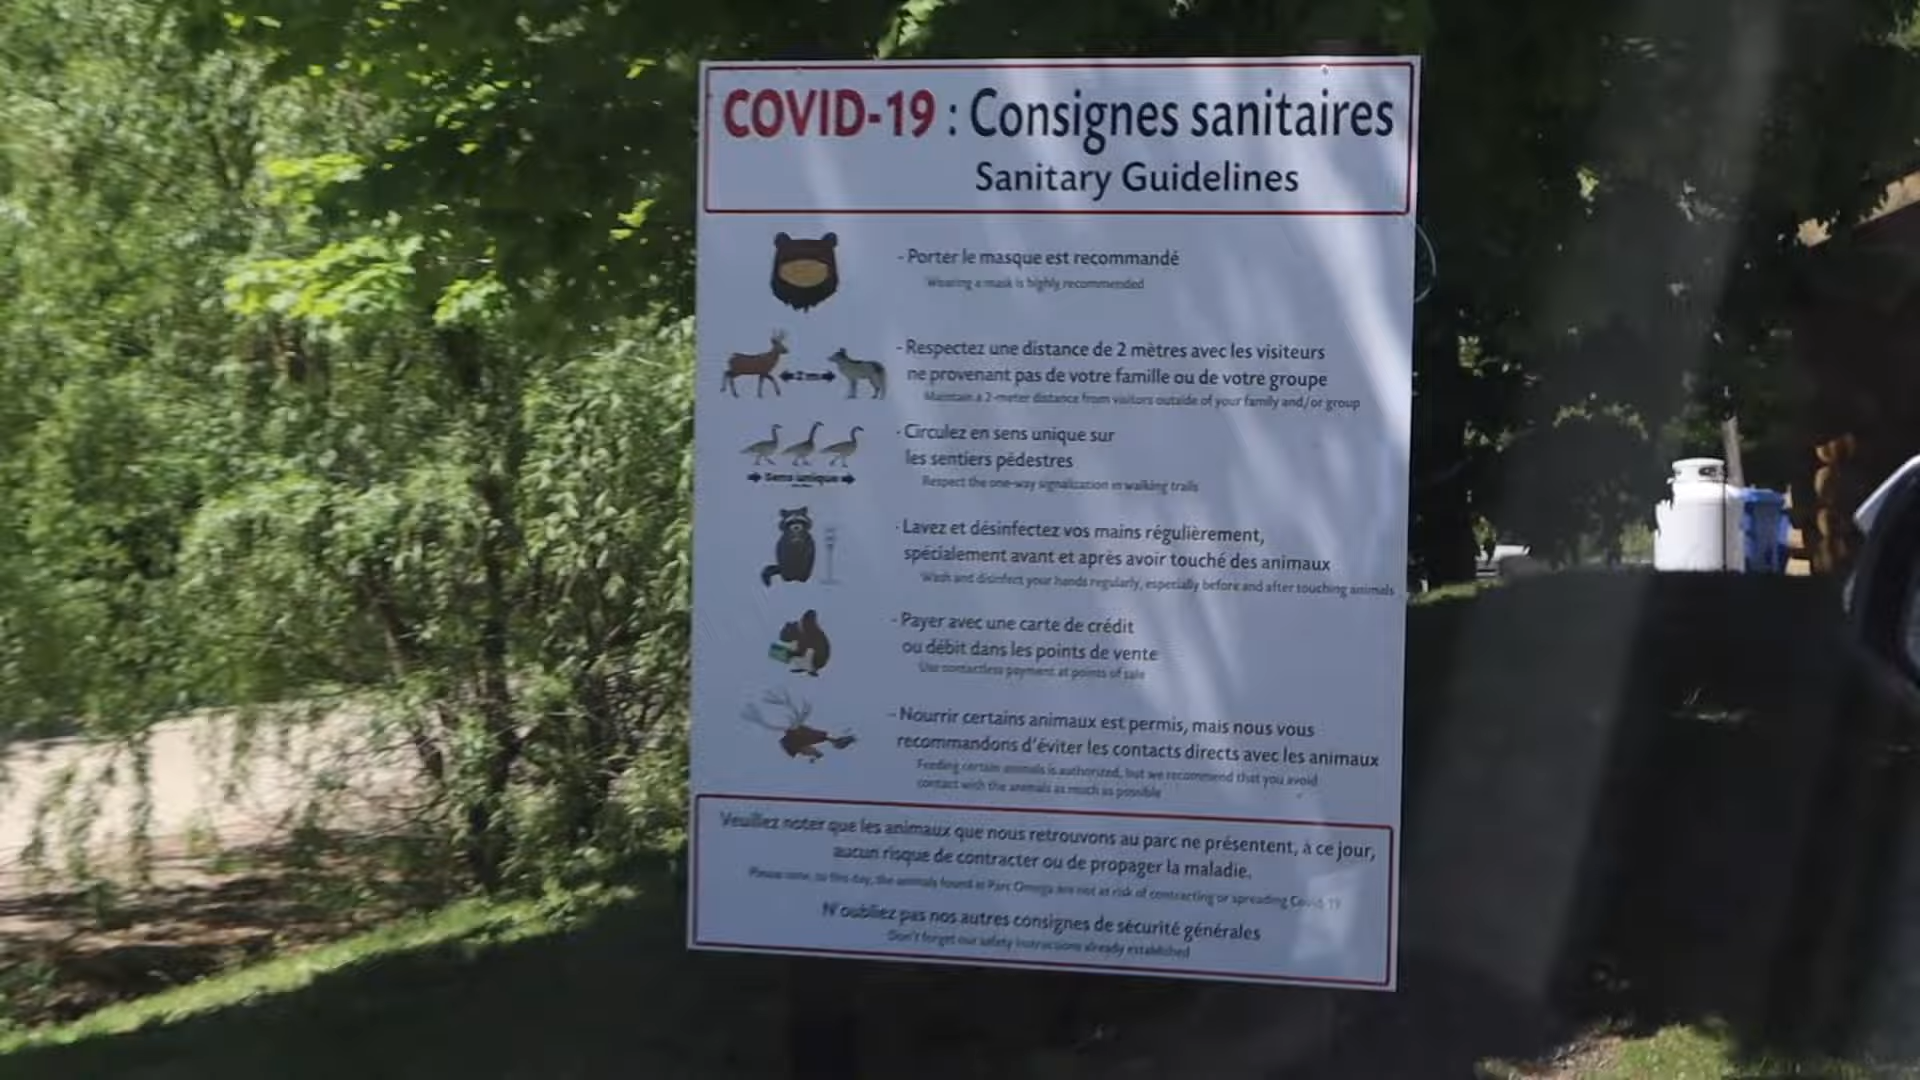 COVID-19 : Consignes sanitaires
Sanitary Guidelines
- Porter le masque est recommandé
Wearing a mask is highly recommended
- Respectez une distance de 2 mètres avec les visiteurs
ne provenant pas de votre famille ou de votre groupe
Maintain a 2-meter distance from visitors outside of your family and/or group
2 m
- Circulez en sens unique sur
les sentiers pédestres
Respect the one-way signalization in walking trails
Sens unique
- Lavez et désinfectez vos mains régulièrement,
spécialement avant et après avoir touché des animaux
Wash and disinfect your hands regularly, especially before and after touching animals
- Payer avec une carte de crédit
ou débit dans les points de vente
Use contactless payment at points of sale
- Nourrir certains animaux est permis, mais nous vous
recommandons d'éviter les contacts directs avec les animaux
Feeding certain animals is authorized, but we recommend that you avoid
contact with the animals as much as possible
Veuillez noter que les animaux que nous retrouvons au parc ne présentent, à ce jour,
aucun risque de contracter ou de propager la maladie.
Please note, to this day, the animals found in Parc Omega are not at risk of contracting or spreading Covid-19
N'oubliez pas nos autres consignes de sécurité générales
Don't forget our safety instructions already established